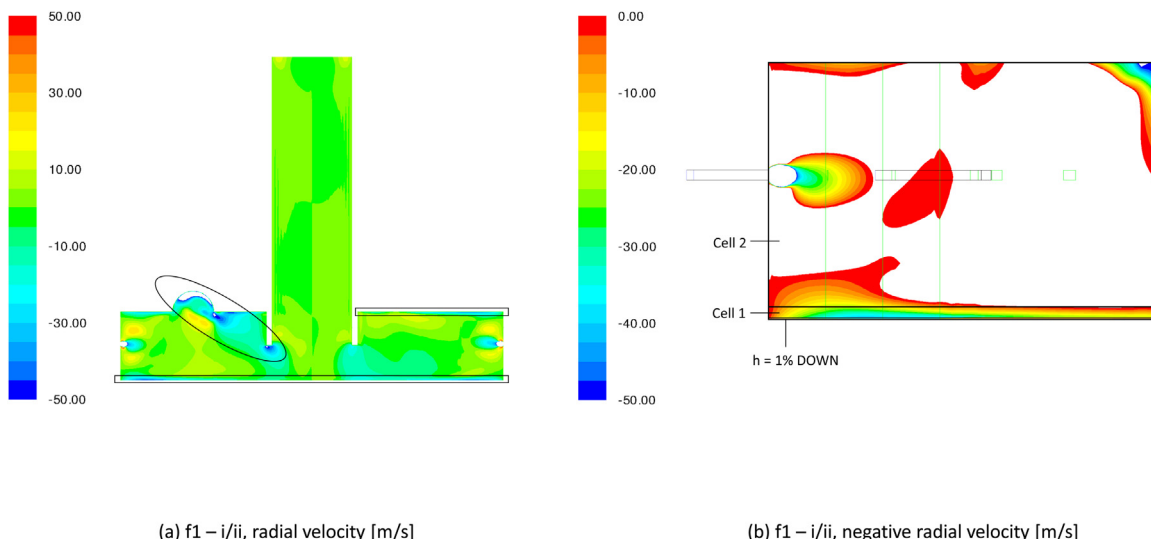 50.00
30.00
10.00
-10.00
-30.00
-50.00
0.00
-10.00
-20.00
-30.00
-40.00
-50.00
Cell 2
Cell 1
h = 1% DOWN
(a) f1 – i/ii, radial velocity [m/s]
(b) f1 – i/ii, negative radial velocity [m/s]